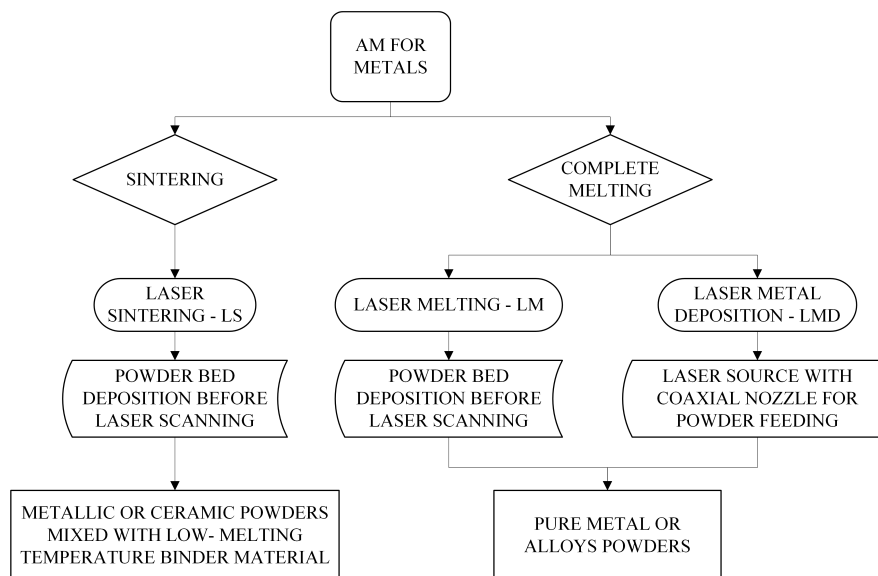 AM FOR
METALS
SINTERING
COMPLETE
MELTING
LASER
SINTERING - LS
LASER MELTING - LM
LASER METAL
DEPOSITION - LMD
POWDER BED
DEPOSITION BEFORE
LASER SCANNING
POWDER BED
DEPOSITION BEFORE
LASER SCANNING
LASER SOURCE WITH
COAXIAL NOZZLE FOR
POWDER FEEDING
METALLIC OR CERAMIC POWDERS
MIXED WITH LOW- MELTING
TEMPERATURE BINDER MATERIAL
PURE METAL OR
ALLOYS POWDERS